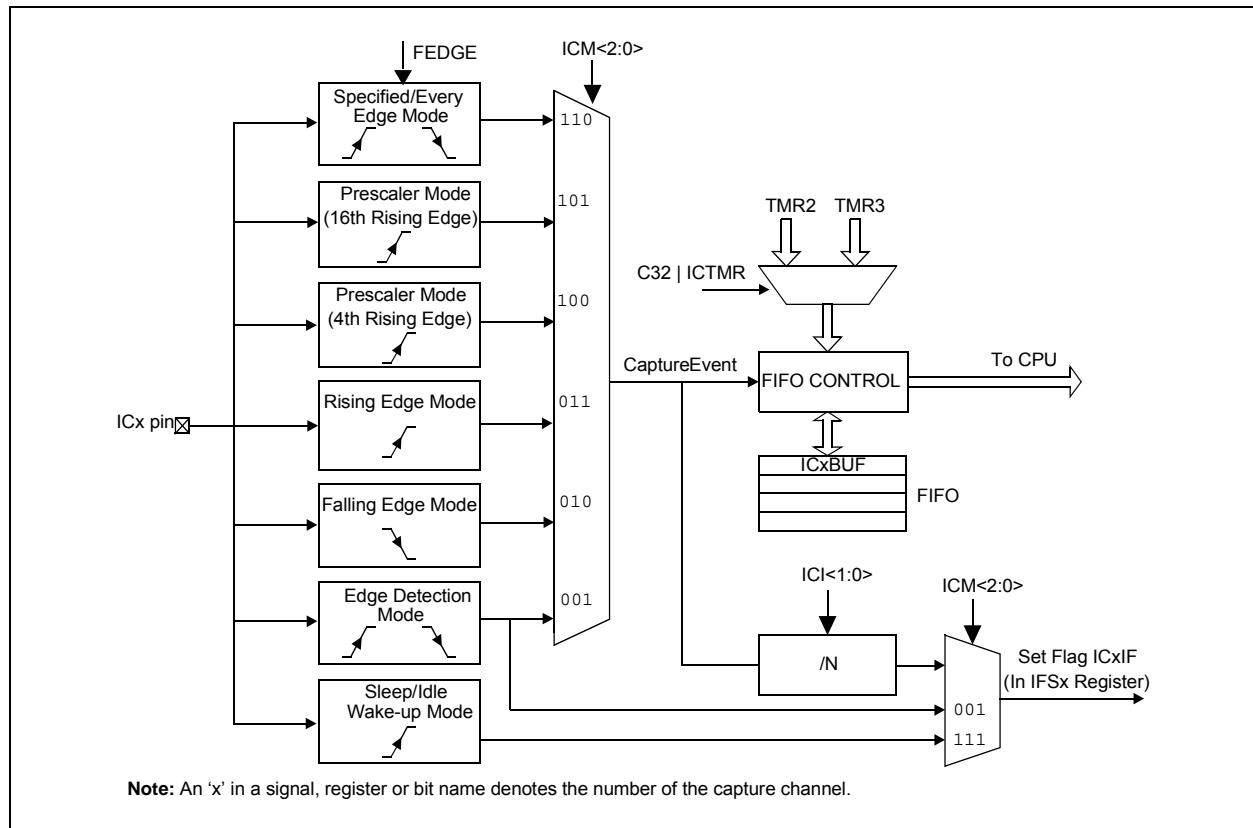 FEDGE
ICM<2:0>
Specified/Every
Edge Mode
110
Prescaler Mode
(16th Rising Edge)
101
TMR2
TMR3
C32 | ICTMR
Prescaler Mode
(4th Rising Edge)
100
CaptureEvent
FIFO CONTROL
To CPU
ICx pin
Rising Edge Mode
011
ICxBUF
FIFO
Falling Edge Mode
010
ICI<1:0>
ICM<2:0>
Edge Detection
Mode
001
/N
Set Flag ICxIF
(In IFSx Register)
Sleep/Idle
Wake-up Mode
001
111
Note: An ‘x’ in a signal, register or bit name denotes the number of the capture channel.